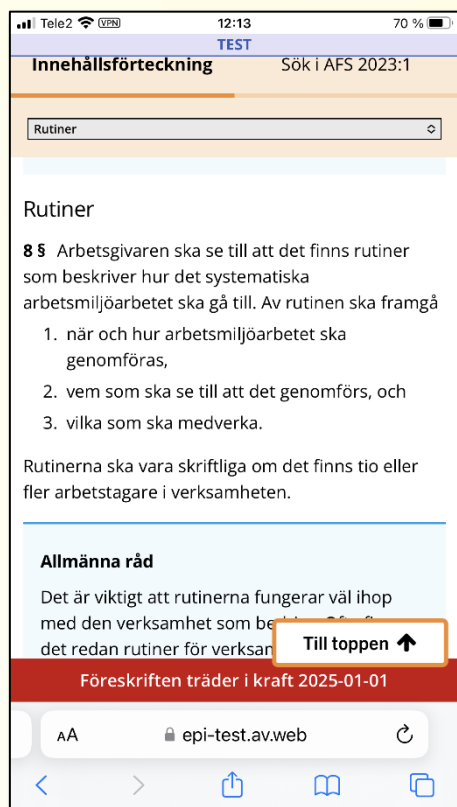 Tele2 VPN 12:13 70 %
TEST
Innehållsförteckning Sök i AFS 2023:1
Rutiner
Rutiner
8 § Arbetsgivaren ska se till att det finns rutiner
som beskriver hur det systematiska
arbetsmiljöarbetet ska gå till. Av rutinen ska framgå
1. när och hur arbetsmiljöarbetet ska
genomföras,
2. vem som ska se till att det genomförs, och
3. vilka som ska medverka.
Rutinerna ska vara skriftliga om det finns tio eller
fler arbetstagare i verksamheten.
Allmänna råd
Det är viktigt att rutinerna fungerar väl ihop
med den verksamhet som
det redan rutiner för
Till toppen
Föreskriften träder i kraft 2025-01-01
AA epi-test.av.web